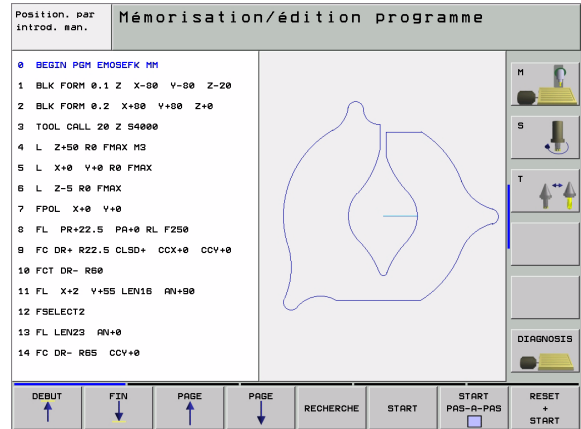 Position. par
introd. man.
Mémorisation/édition programme
0 BEGIN PGM EMOSEFK MM
1 BLK FORM 0.1 Z X-80 Y-80 Z-20
2 BLK FORM 0.2 X+80 Y+80 Z+0
3 TOOL CALL 20 Z S4000
4 L Z+50 R0 FMAX M3
5 L X+0 Y+0 R0 FMAX
6 L Z-5 R0 FMAX
7 FPOL X+0 Y+0
8 FL PR+22.5 PA+0 RL F250
9 FC DR+ R22.5 CLSD+ CCX+0 CCY+0
10 FCT DR- R60
11 FL X+2 Y+55 LEN16 AN+90
12 FSELECT2
13 FL LEN23 AN+0
14 FC DR- R65 CCY+0
M
S
T
DIAGNOSIS
DEBUT
FIN
PAGE
PAGE
RECHERCHE
START
START
PAS-A-PAS
RESET
+
START